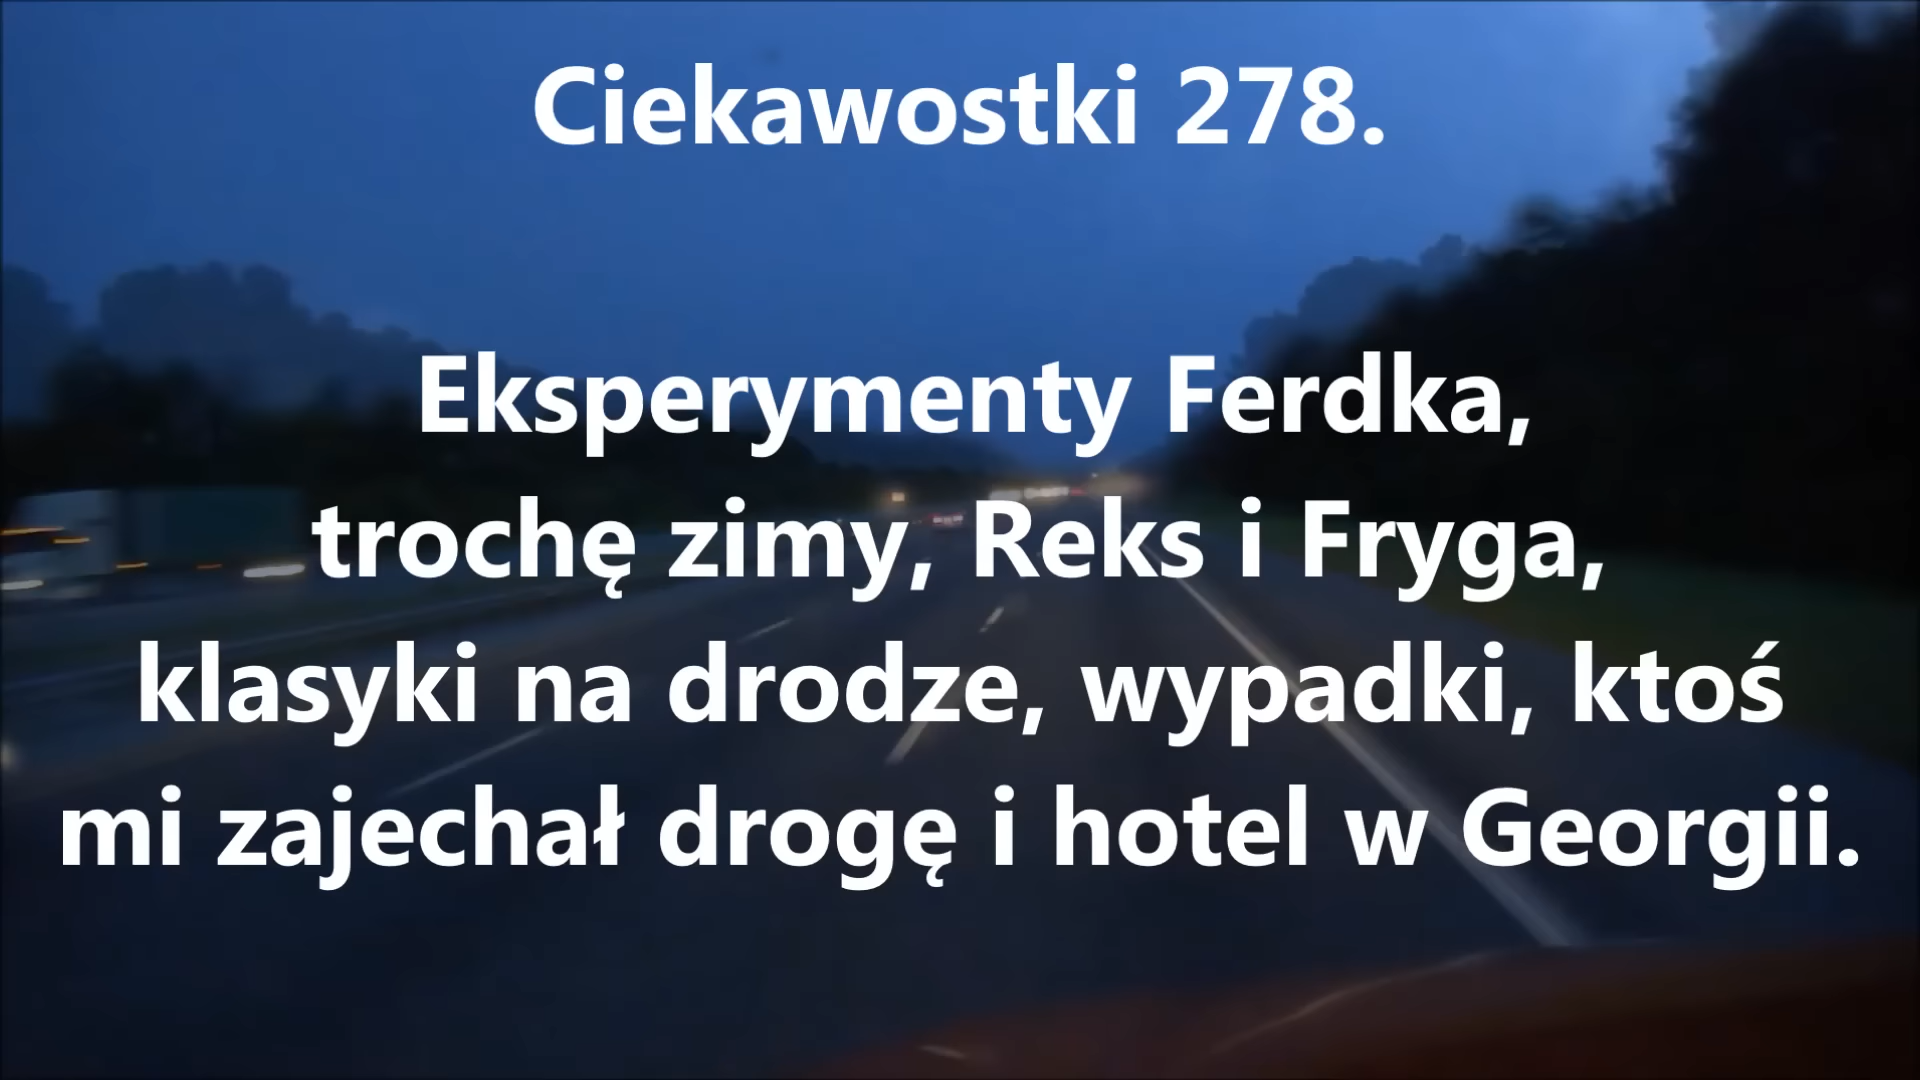 Ciekawostki 278.
Eksperymenty Ferdka,
trochę zimy, Reks i Fryga,
klasyki na drodze, wypadki, ktoś
mi zajechał drogę i hotel w Georgii.